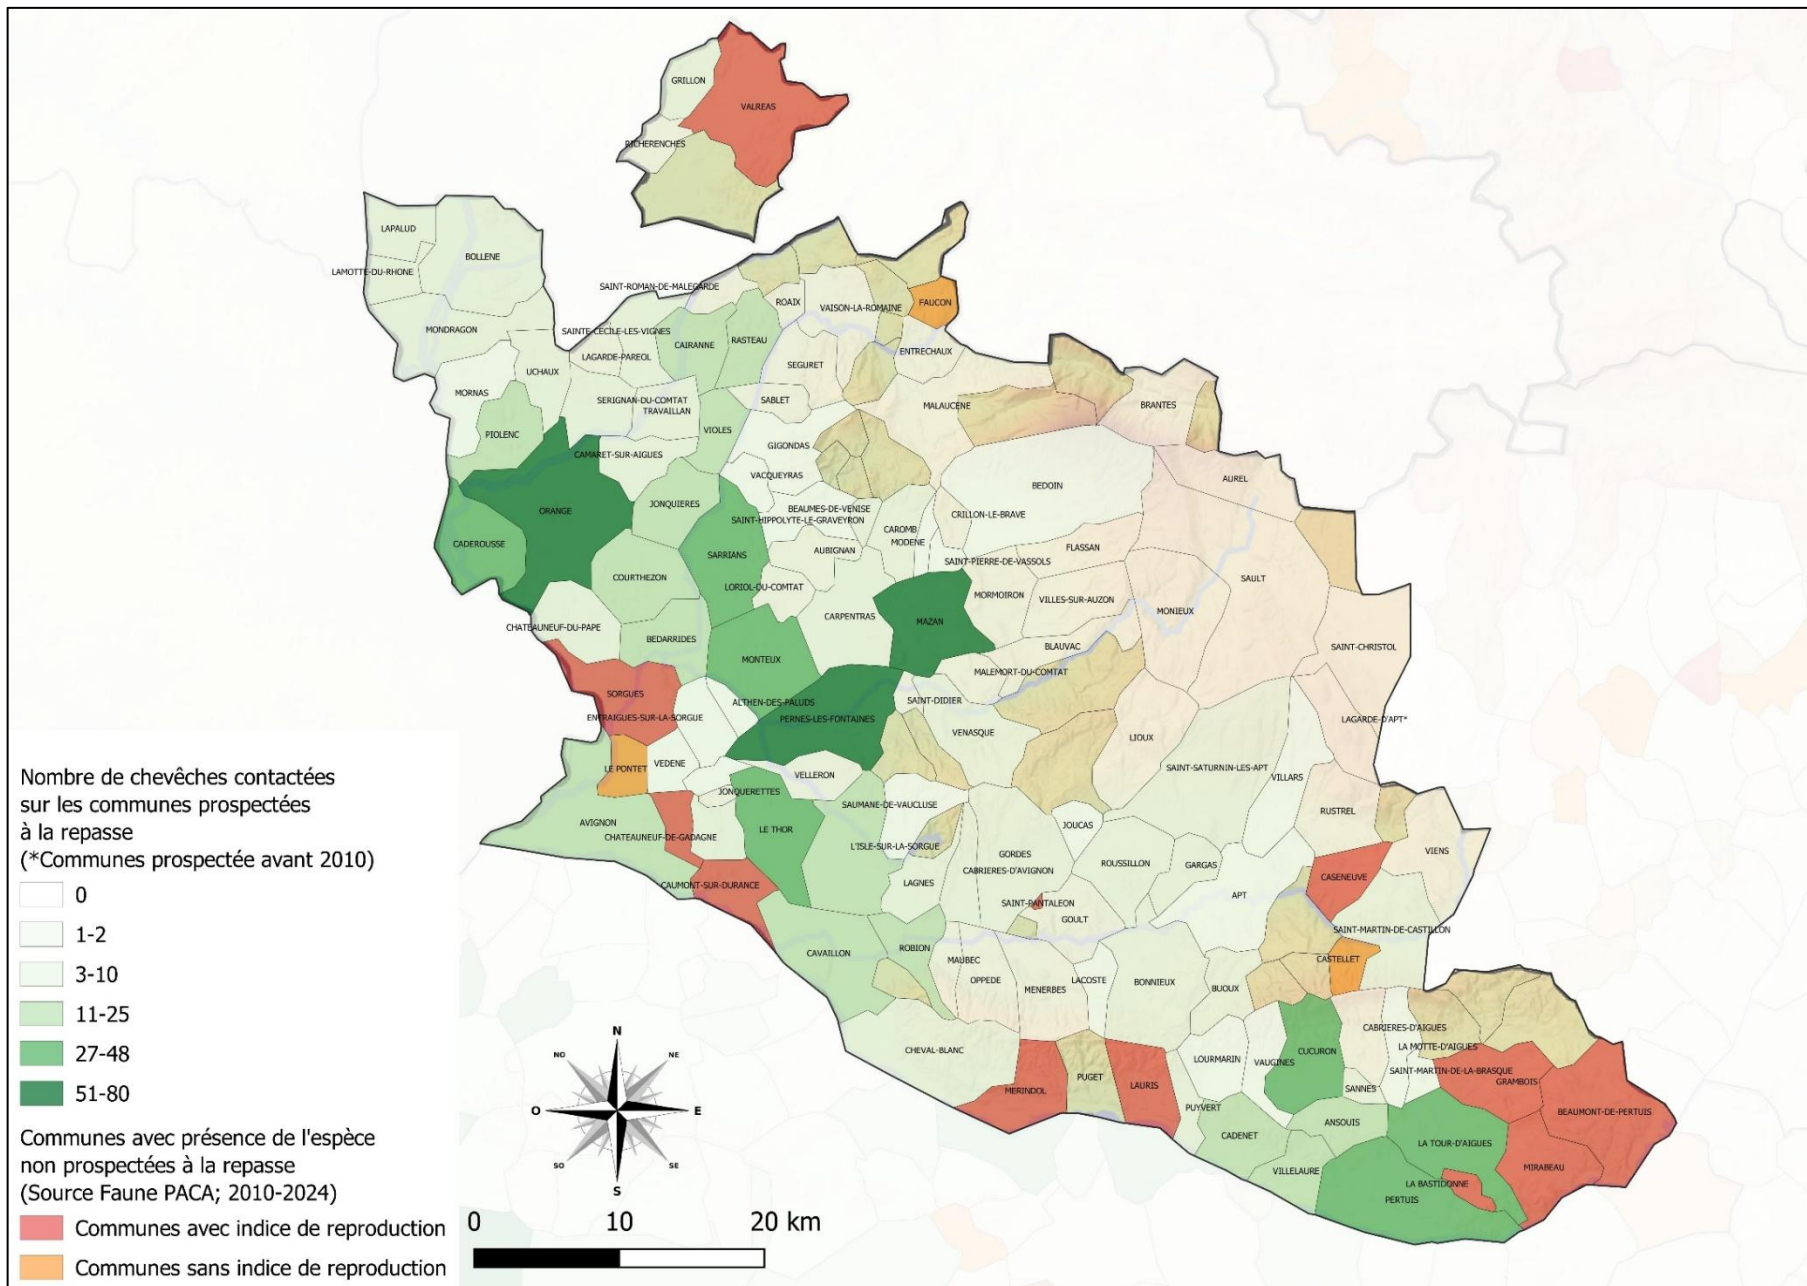 GRILLON
VALREAS
RICHERENCHES
LAPALUD
BOLLENE
LAMOTTE-DU-RHONE
SAINT-ROMAN-DE-MALEGARDE
ROAIX
VAISON-LA-ROMAINE
FAUCON
MONDRAGON
SAINTE-CECILE-LES-VIGNES
CAIRANNE
RASTEAU
LAGARDE-PAREOL
ENTRECHAUX
UCHAUX
SEGURET
MORNAS
SERIGNAN-DU-COMTAT
TRAVAILLAN
SABLET
MALAUCENE
BRANTES
PIOLENC
VIOLES
GIGONDAS
CAMARET-SUR-AIGUES
VACQUEYRAS
AUREL
BEDOIN
ORANGE
JONQUIERES
BEAUMES-DE-VENISE
SAINT-HIPPOLYTE-LE-GRAVEYRON
CRILLON-LE-BRAVE
CAROMB
MODENE
CADEROUSSE
SARRIANS
AUBIGNAN
FLASSAN
SAINT-PIERRE-DE-VASSOLS
COURTHEZON
LORIOL-DU-COMTAT
SAULT
MORMOIRON
VILLES-SUR-AUZON
MONIEUX
CARPENTRAS
MAZAN
CHATEAUNEUF-DU-PAPE
BEDARRIDES
BLAUVAC
SAINT-CHRISTOL
MONTEUX
MALEMORT-DU-COMTAT
SORGUES
ALTHEN-DES-PALUDS
SAINT-DIDIER
ENTRAIGUES-SUR-LA-SORGUE
PERNES-LES-FONTAINES
LAGARDE-D'APT*
VENASQUE
LIOUX
LE PONTET
VEDENE
VELLERON
SAINT-SATURNIN-LES-APT
VILLARS
JONQUERETTES
SAUMANE-DE-VAUCLUSE
RUSTREL
AVIGNON
CHATEAUNEUF-DE-GADAGNE
LE THOR
JOUCAS
L'ISLE-SUR-LA-SORGUE
GORDES
ROUSSILLON
GARGAS
VIENS
CABRIERES-D'AVIGNON
CAUMONT-SUR-DURANCE
LAGNES
CASENEUVE
APT
SAINT-PANTALEON
GOULT
SAINT-MARTIN-DE-CASTILLON
CAVAILLON
ROBION
MAUBEC
OPPEDE
MENERBES
LACOSTE
BONNIEUX
BUOUX
CASTELLET
CHEVAL-BLANC
LOURMARIN
VAUGINES
CUCURON
CABRIERES-D'AIGUES
LA MOTTE-D'AIGUES
SAINT-MARTIN-DE-LA-BRASQUE
GRAMBOIS
MERINDOL
PUGET
LAURIS
SANNES
PUYVERT
CADENET
ANSOUIS
BEAUMONT-DE-PERTUIS
LA TOUR-D'AIGUES
VILLELAURE
MIRABEAU
LA BASTIDONNE
PERTUIS
Nombre de chevêches contactées
sur les communes prospectées
à la repasse
(*Communes prospectée avant 2010)
0
1-2
3-10
11-25
27-48
51-80
Communes avec présence de l'espèce
non prospectées à la repasse
(Source Faune PACA; 2010-2024)
Communes avec indice de reproduction
Communes sans indice de reproduction
N
NO
NE
O
E
SO
SE
S
0
10
20 km